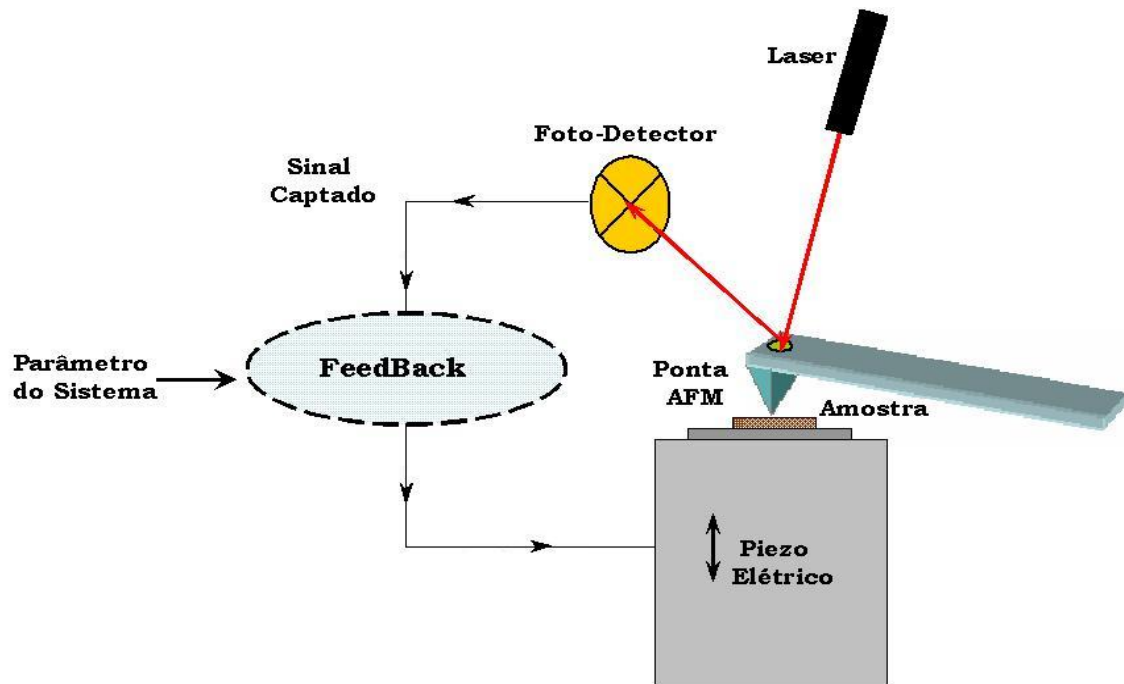 Laser
Foto-Detector
Sinal
Captado
FeedBack
Parâmetro
do Sistema
Ponta
AFM
Amostra
Piezo
Elétrico